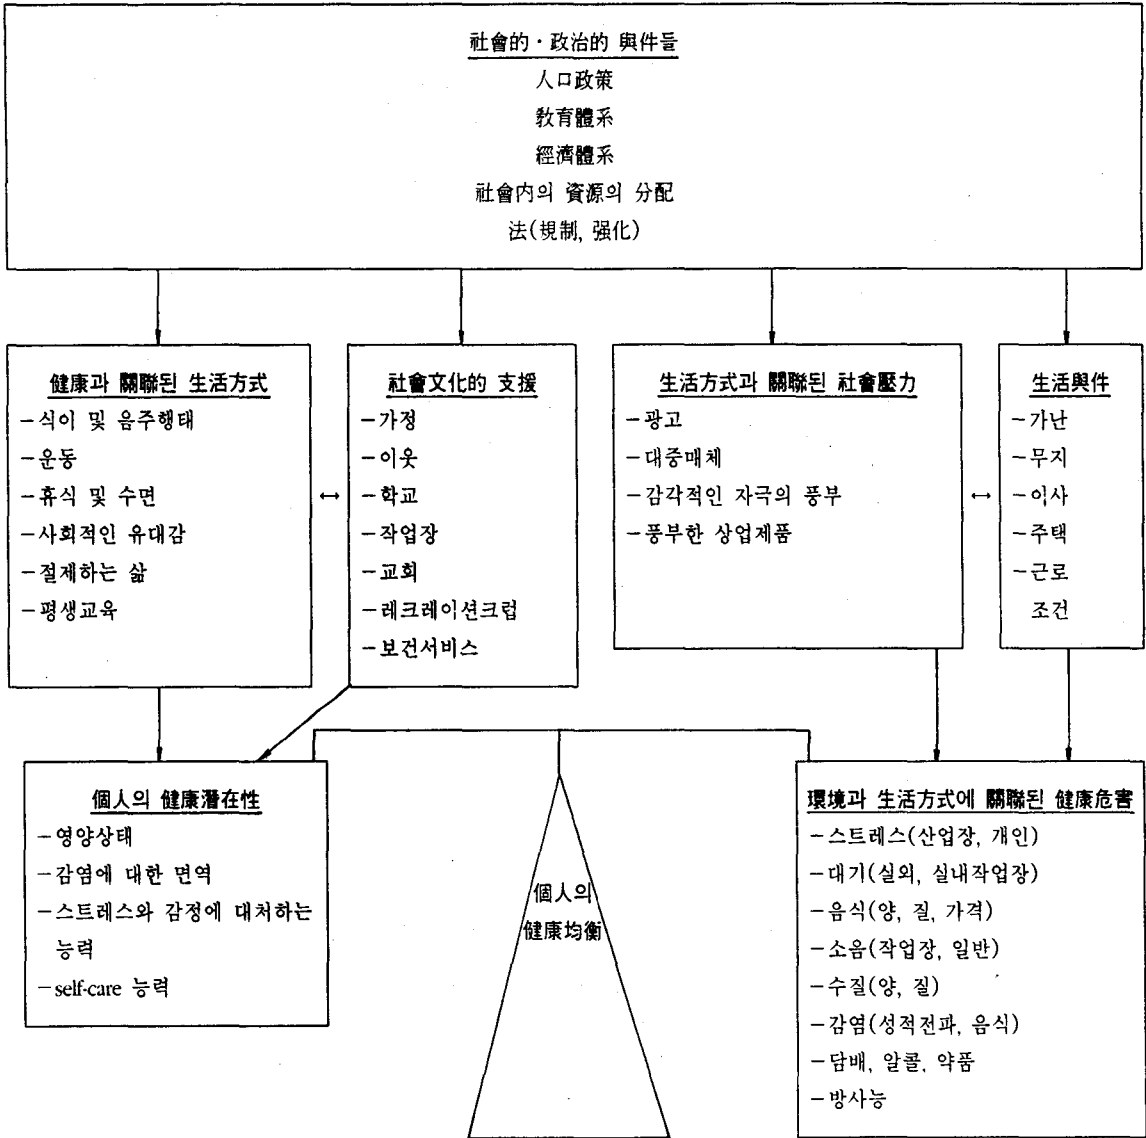 社會的·政治的 與件들
人口政策
敎育體系
經濟體系
社會內의 資源의 分配
法(規制, 强化)
健康과 關聯된 生活方式
－식이 및 음주행태
－운동
－휴식 및 수면
－사회적인 유대감
－절제하는 삶
－평생교육
↔
社會文化的 支援
－가정
－이웃
－학교
－작업장
－교회
－레크레이션크럽
－보건서비스
生活方式과 關聯된 社會壓力
－광고
－대중매체
－감각적인 자극의 풍부
－풍부한 상업제품
↔
生活與件
－가난
－무지
－이사
－주택
－근로
조건
個人의 健康潛在性
－영양상태
－감염에 대한 면역
－스트레스와 감정에 대처하는
능력
－self-care 능력
個人의
健康均衡
環境과 生活方式에 關聯된 健康危害
－스트레스(산업장, 개인)
－대기(실외, 실내작업장)
－음식(양, 질, 가격)
－소음(작업장, 일반)
－수질(양, 질)
－감염(성적전파, 음식)
－담배, 알콜, 약품
－방사능